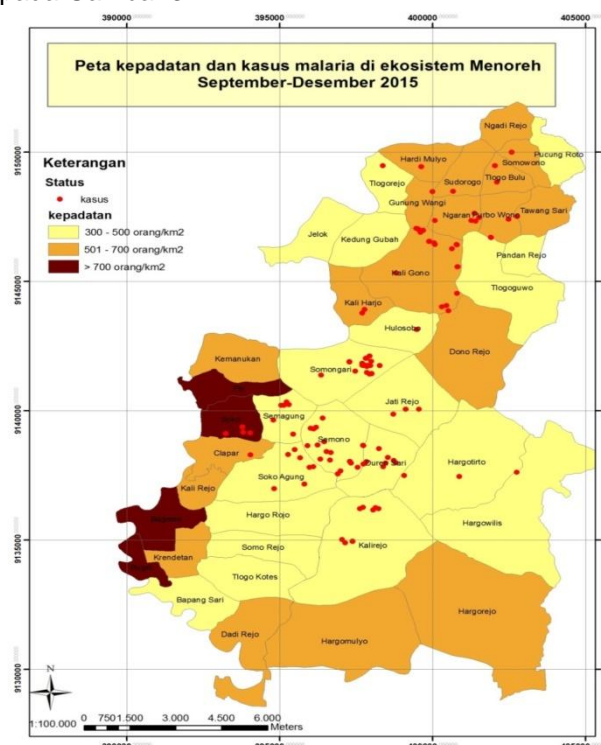 390000 395000 400000 405000
Peta kepadatan dan kasus malaria di ekosistem Menoreh
September-Desember 2015
Keterangan
Status
kasus
kepadatan
300 - 500 orang/km2
501 - 700 orang/km2
> 700 orang/km2
9150000
9145000
9140000
9135000
9130000
Ngadi Rejo
Pucung Roto
Hardi Mulyo
Somowono
Tlogorejo
Sudorogo
Tlogo Bulu
Gunung Wangi
Ngaran
Tawang Sari
Jelok
Kedung Gubah
Pandan Rejo
Kali Gono
Tlogoguwo
Kali Harjo
Hulosobo
Dono Rejo
Kemanukan
Somongari
Jati Rejo
Semagung
Semono
Clapar
Hargotirto
Soko Agung
Kali Rejo
Hargo Rojo
Hargowilis
Krendetan
Somo Rejo
Kalirejo
Tlogo Kotes
Bapang Sari
Dadi Rejo
Hargomulyo
Hargorejo
N
1:100.000
0 750 1.500 3.000 4.500 6.000
Meters